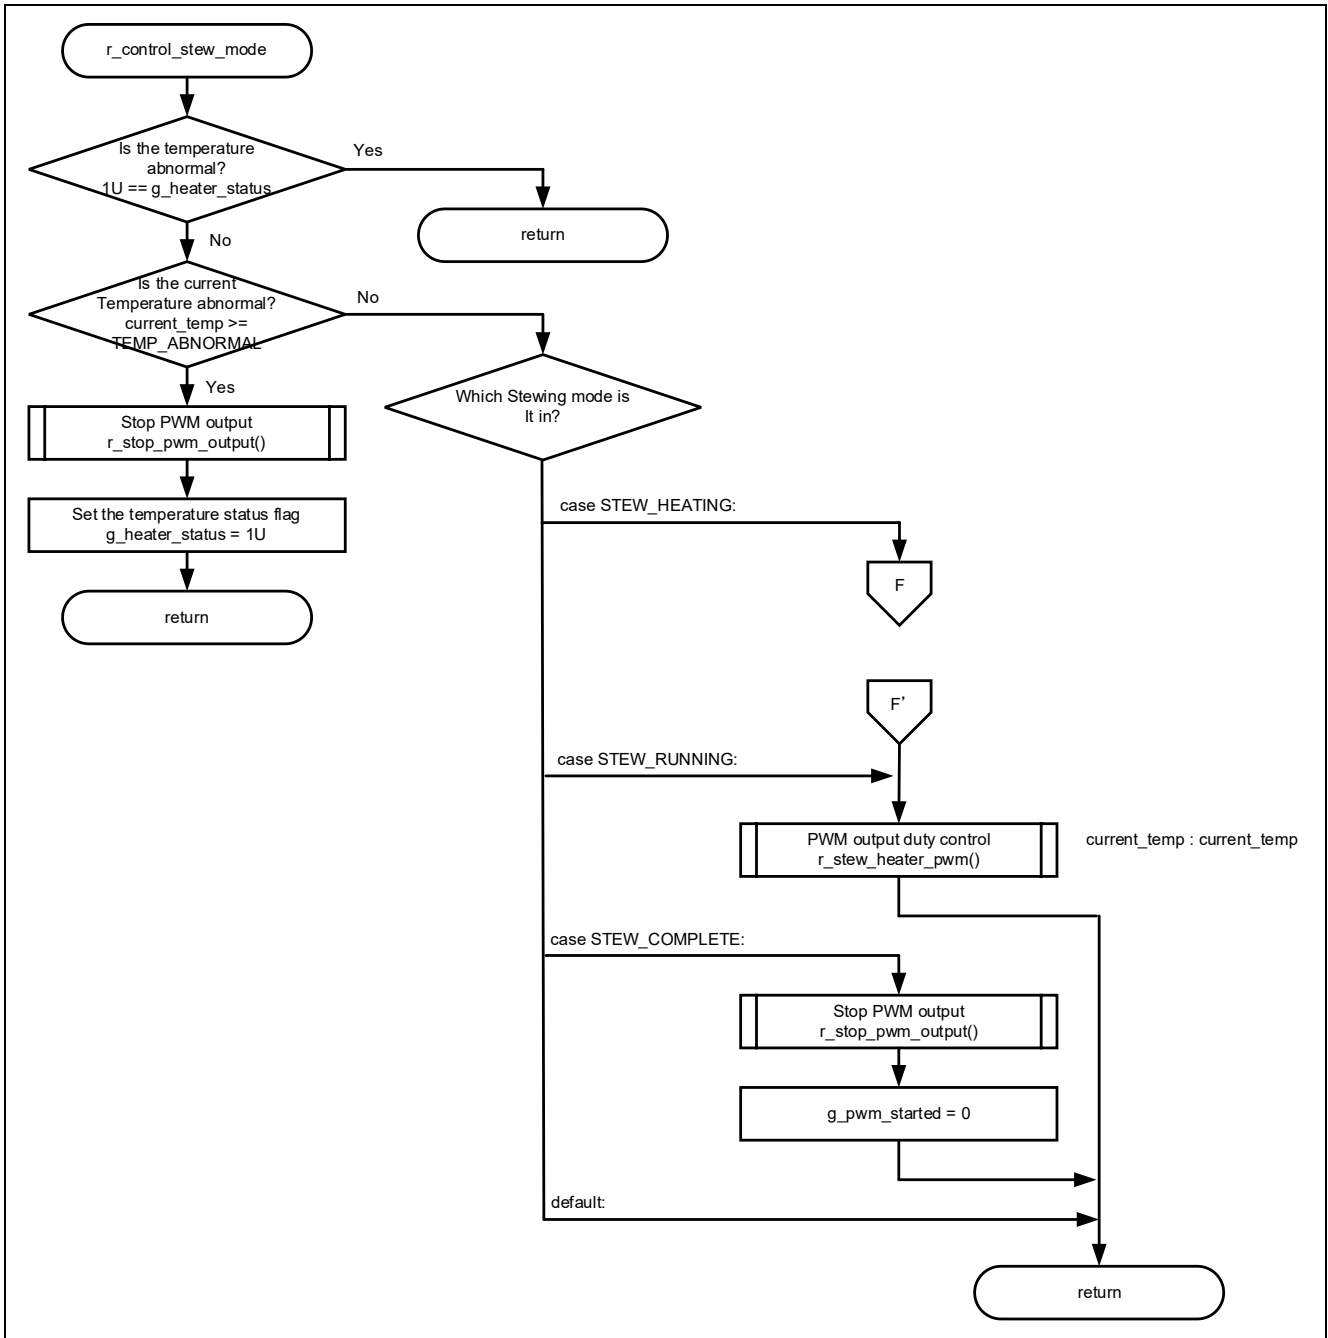 r_control_stew_mode
Is the temperature
abnormal?
1U == g_heater_status
Yes
return
No
Is the current
Temperature abnormal?
current_temp >=
TEMP_ABNORMAL
No
Yes
Stop PWM output
r_stop_pwm_output()
Set the temperature status flag
g_heater_status = 1U
return
Which Stewing mode is
It in?
case STEW_HEATING:
F
F’
case STEW_RUNNING:
PWM output duty control
r_stew_heater_pwm()
current_temp : current_temp
case STEW_COMPLETE:
Stop PWM output
r_stop_pwm_output()
g_pwm_started = 0
default:
return